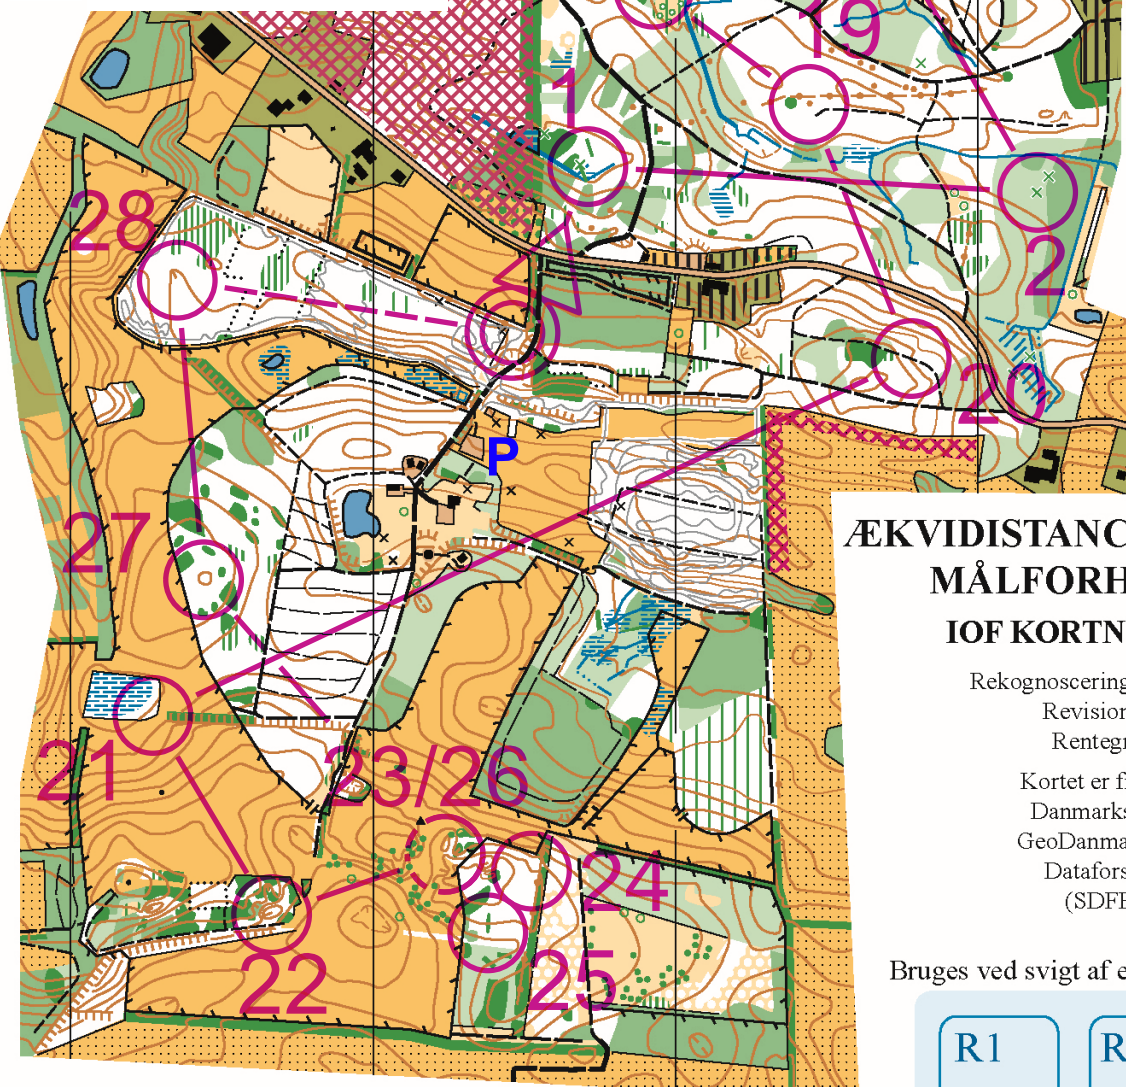 19
1
28
2
20
P
27
ÆKVIDISTANC
MÅLFORH
IOF KORTN
Rekognoscering
Revision
Rentegn
21
23/26
Kortet er f
Danmarks
GeoDanma
Datafors
(SDFE
24
22
25
Bruges ved svigt af e
R1
R